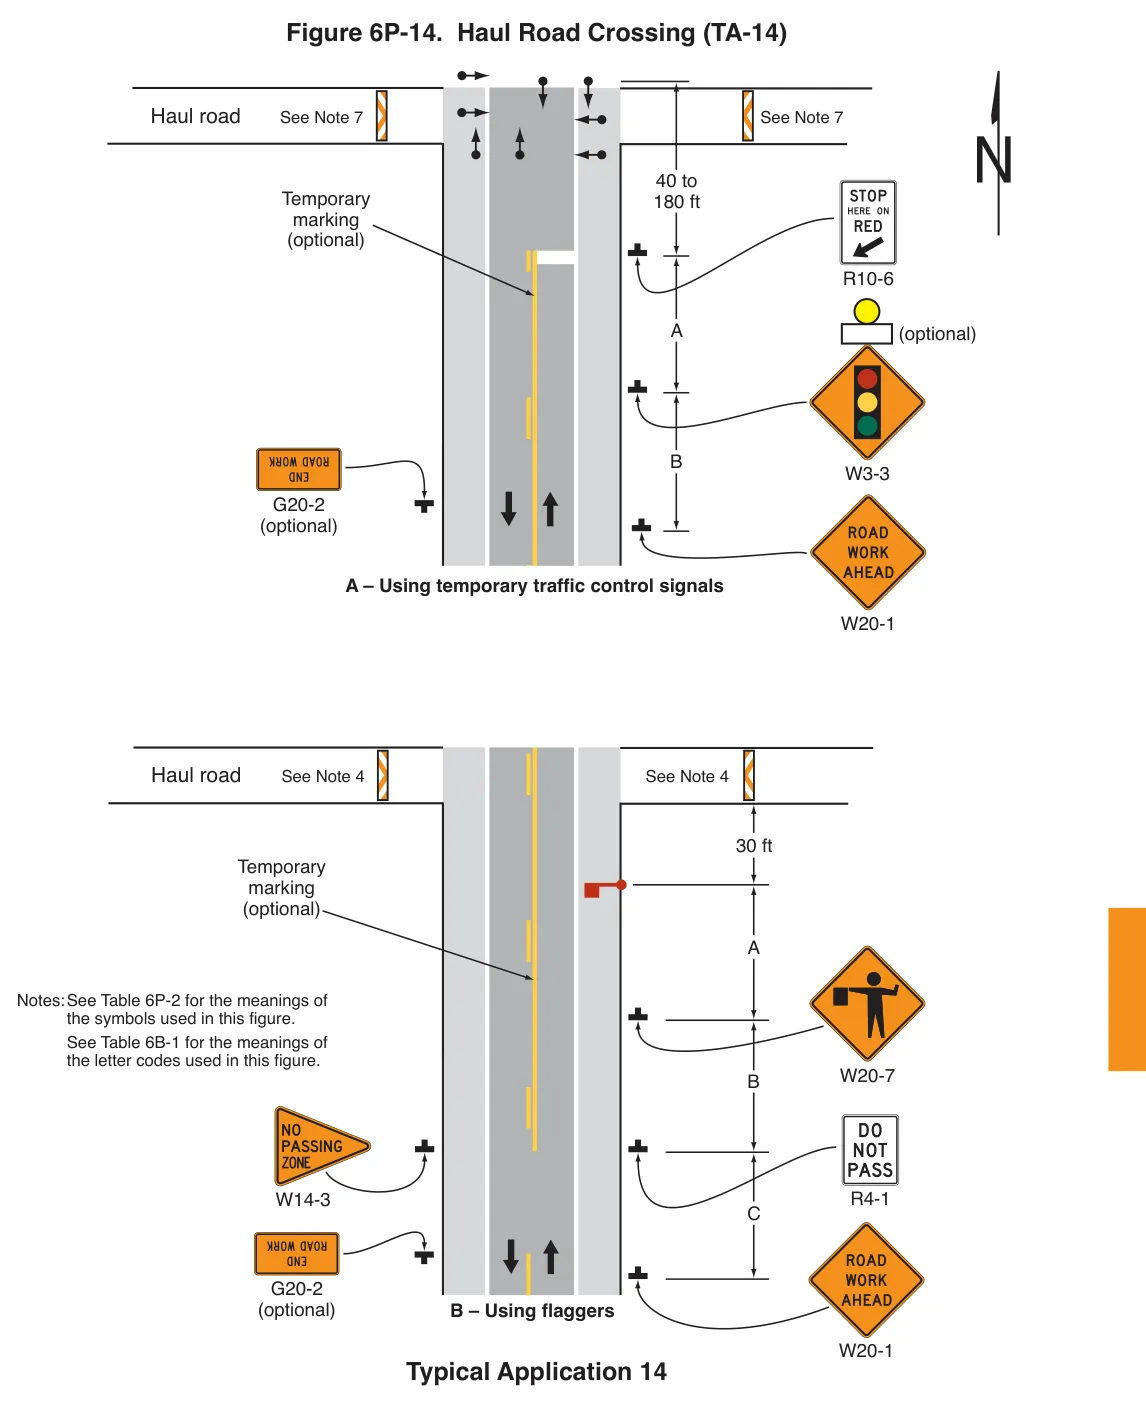 Figure 6P-14.  Haul Road Crossing (TA-14)
Haul road
See Note 7
See Note 7
N
Temporary
marking
(optional)
40 to
180 ft
STOP
HERE ON
RED
R10-6
(optional)
A
W3-3
B
END
ROAD WORK
G20-2
(optional)
ROAD
WORK
AHEAD
W20-1
A – Using temporary traffic control signals
Haul road
See Note 4
See Note 4
30 ft
Temporary
marking
(optional)
A
Notes: See Table 6P-2 for the meanings of
the symbols used in this figure.
See Table 6B-1 for the meanings of
the letter codes used in this figure.
W20-7
B
NO
PASSING
ZONE
W14-3
DO
NOT
PASS
R4-1
C
END
ROAD WORK
G20-2
(optional)
ROAD
WORK
AHEAD
W20-1
B – Using flaggers
Typical Application 14